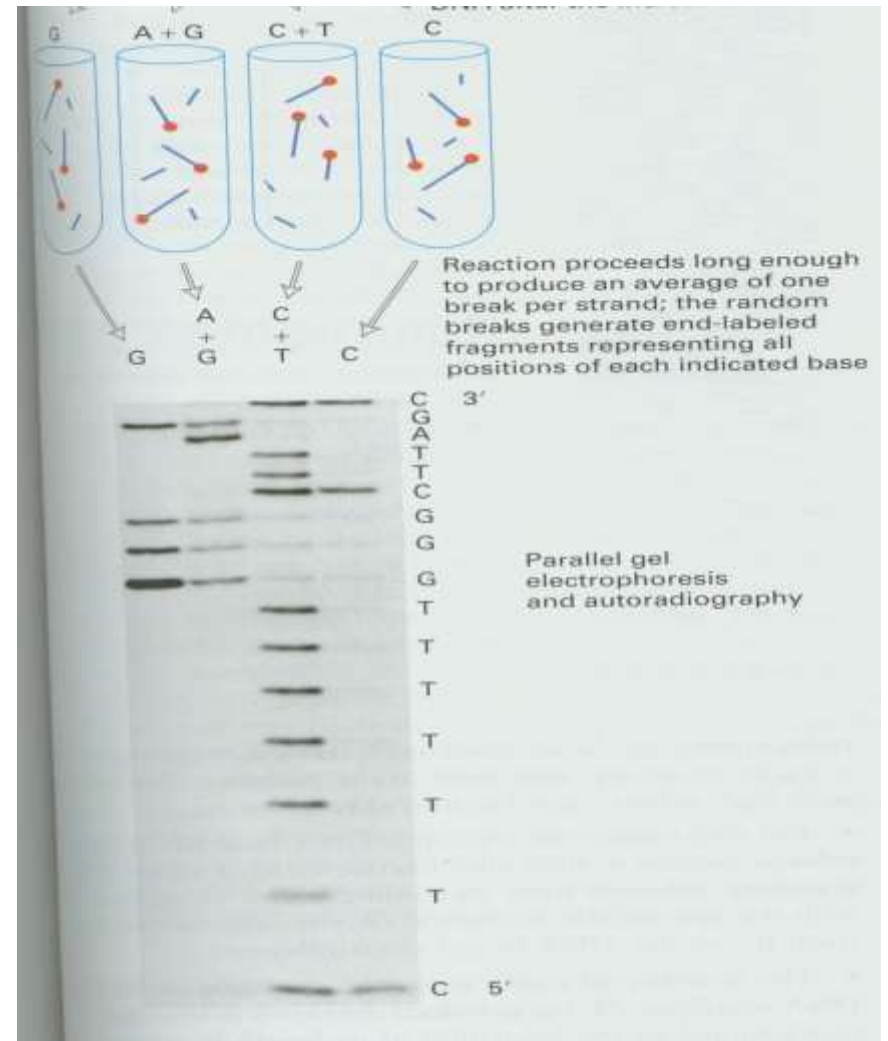 G A + G C + T C
Reaction proceeds long enough
to produce an average of one
break per strand; the random
breaks generate end-labeled
fragments representing all
positions of each indicated base
A C
+ +
G G T C
C 3′
G
A
T
T
C
G
G
G
T
T
T
T
T
T
C 5′
Parallel gel
electrophoresis
and autoradiography